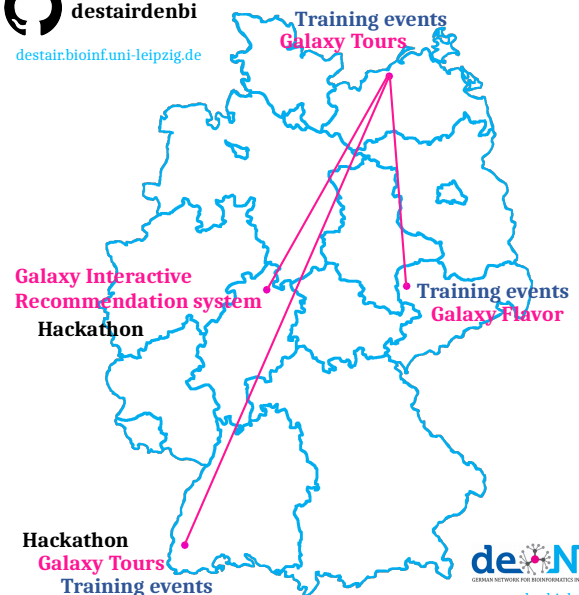 destairdenbi
Training events
Galaxy Tours
destair.bioinf.uni-leipzig.de
Galaxy Interactive
Recommendation system
Hackathon
Training events
Galaxy Flavor
Hackathon
Galaxy Tours
Training events
de N
GERMAN NETWORK FOR BIOINFORMATICS IN